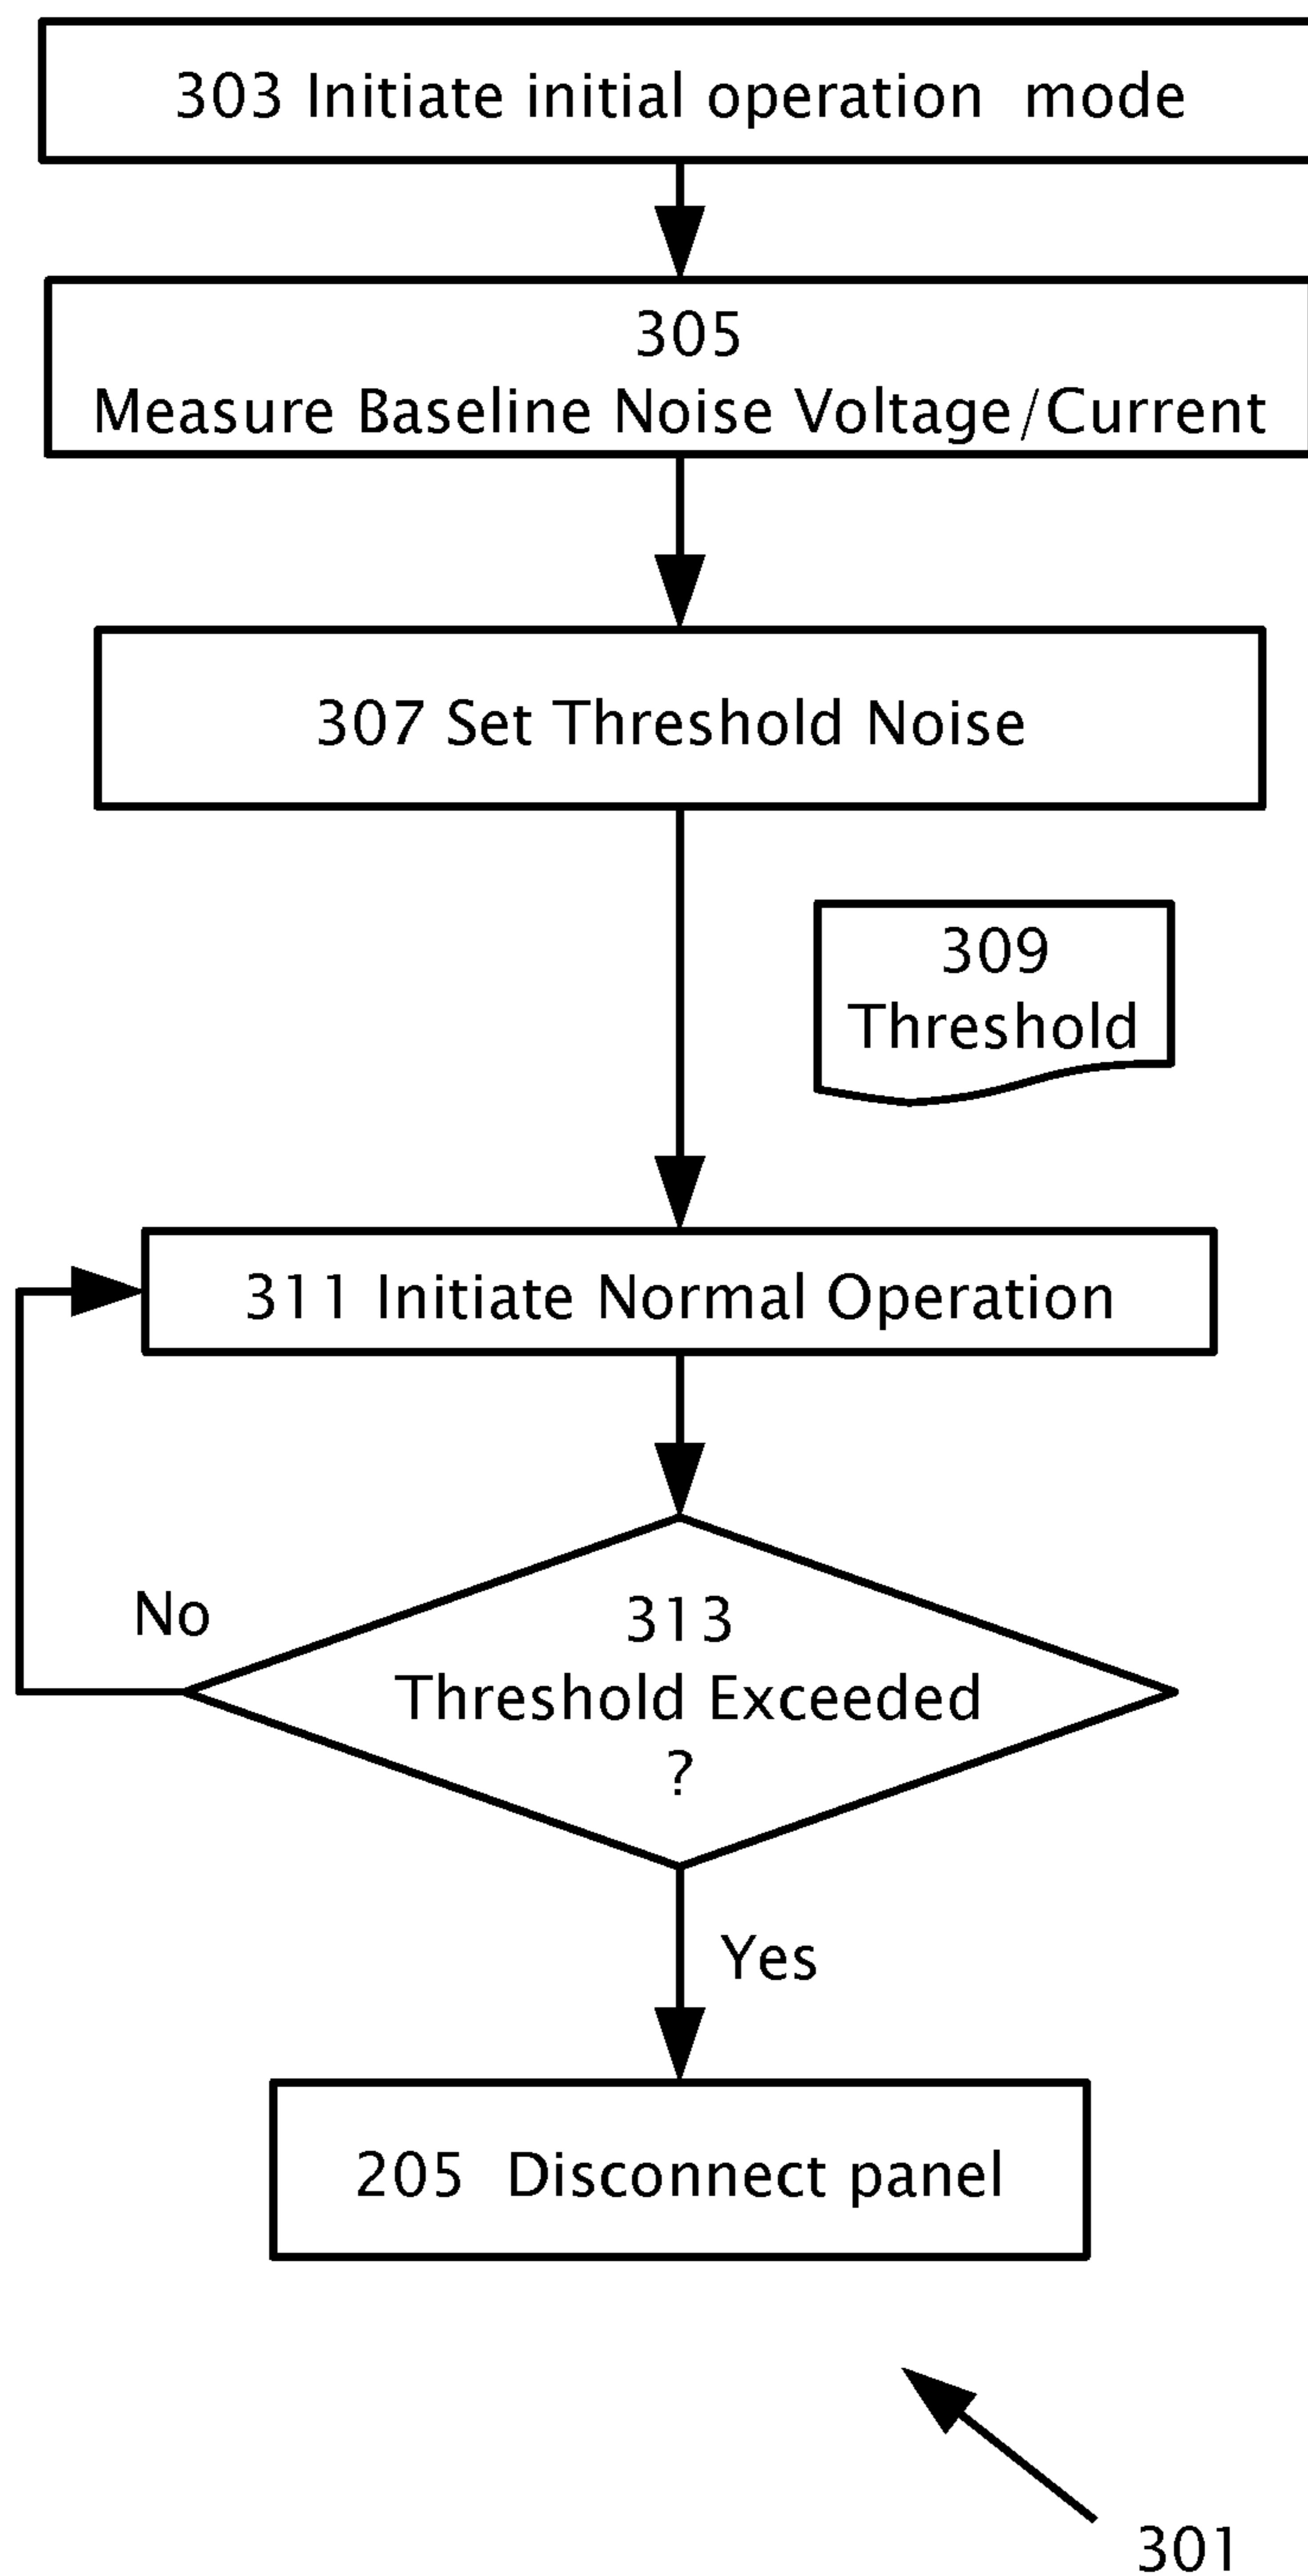 303 Initiate initial operation mode
305
Measure Baseline Noise Voltage/Current
307 Set Threshold Noise
309
Threshold
311 Initiate Normal Operation
No
313
Threshold Exceeded
?
Yes
205 Disconnect panel
301